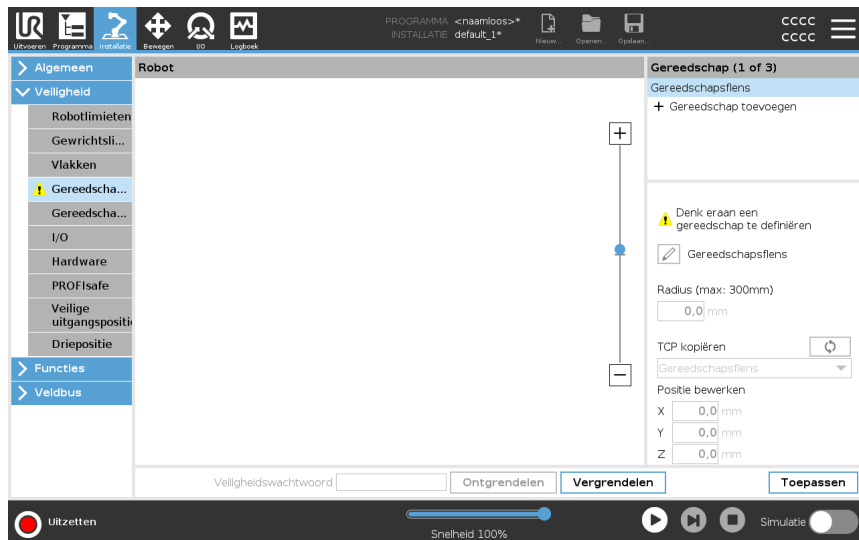 PROGRAMMA <naamloos>*
INSTALLATIE default_1*
Uitvoeren Programma Installatie Bewegen I/O Logboek
Nieuw... Openen... Opslaan...
CCCC
CCCC
Algemeen
Veiligheid
Robotlimieten
Gewrichtsli...
Vlakken
Gereedscha...
Gereedscha...
I/O
Hardware
PROFIsafe
Veilige
uitgangspositi
Driepositie
Functies
Veldbus
Robot
+
−
Gereedschap (1 of 3)
Gereedschapsflens
+ Gereedschap toevoegen
Denk eraan een
gereedschap te definiëren
Gereedschapsflens
Radius (max: 300mm)
0,0 mm
TCP kopiëren
Gereedschapsflens
Positie bewerken
X 0,0 mm
Y 0,0 mm
Z 0,0 mm
Veiligheidswachtwoord Ontgrendelen Vergrendelen Toepassen
Uitzetten
Snelheid 100%
Simulatie